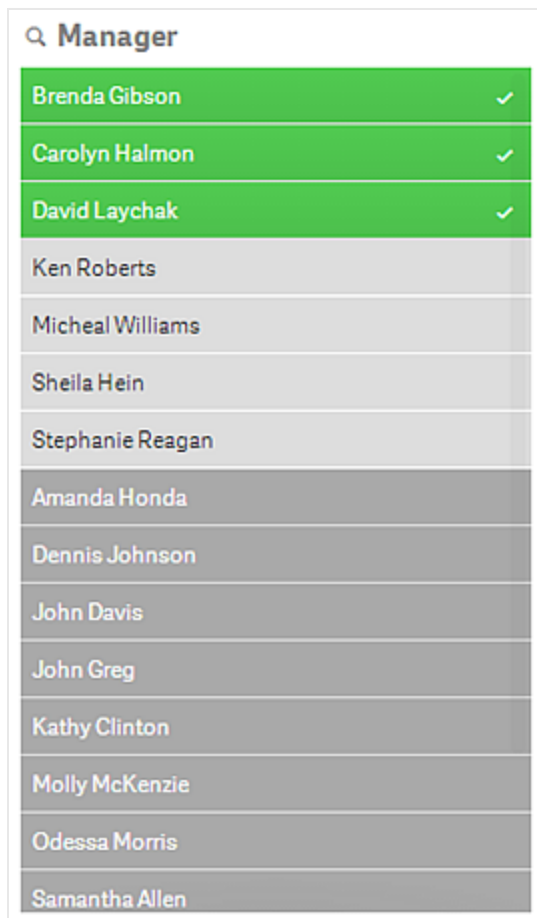 Manager
Brenda Gibson
Carolyn Halmon
David Laychak
Ken Roberts
Micheal Williams
Sheila Hein
Stephanie Reagan
Amanda Honda
Dennis Johnson
John Davis
John Greg
Kathy Clinton
Molly McKenzie
Odessa Morris
Samantha Allen